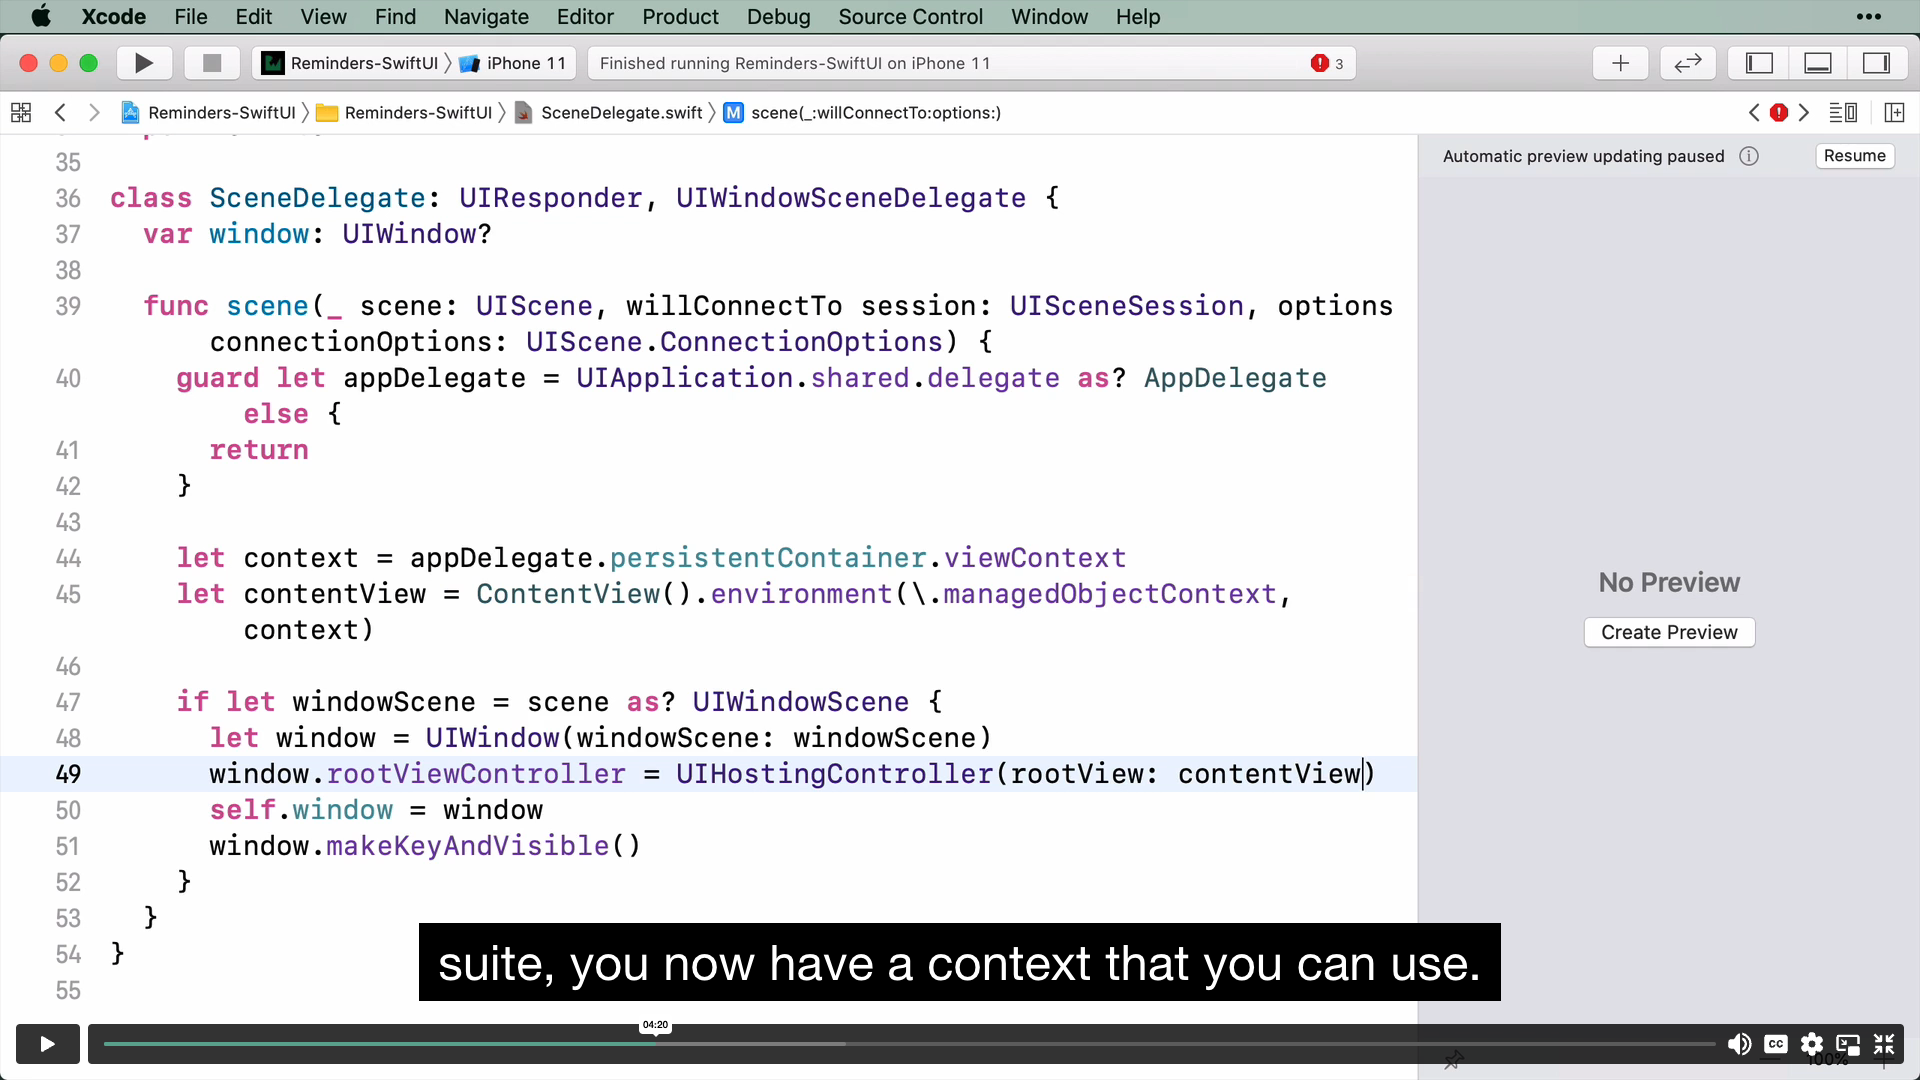 Xcode File Edit View Find Navigate Editor Product Debug Source Control Window Help
Reminders-SwiftUI iPhone 11 Finished running Reminders-SwiftUI on iPhone 11 3
Reminders-SwiftUI Reminders-SwiftUI SceneDelegate.swift M scene(_:willConnectTo:options:)
Automatic preview updating paused Resume
35
36 class SceneDelegate: UIResponder, UIWindowSceneDelegate {
37 var window: UIWindow?
38
39 func scene(_ scene: UIScene, willConnectTo session: UISceneSession, options
connectionOptions: UIScene.ConnectionOptions) {
40 guard let appDelegate = UIApplication.shared.delegate as? AppDelegate
else {
41 return
42 }
43
44 let context = appDelegate.persistentContainer.viewContext
45 let contentView = ContentView().environment(\.managedObjectContext,
context)
46
47 if let windowScene = scene as? UIWindowScene {
48 let window = UIWindow(windowScene: windowScene)
49 window.rootViewController = UIHostingController(rootView: contentView)
50 self.window = window
51 window.makeKeyAndVisible()
52 }
53 }
54 }
55
No Preview
Create Preview
suite, you now have a context that you can use.
04:20
CC
100%